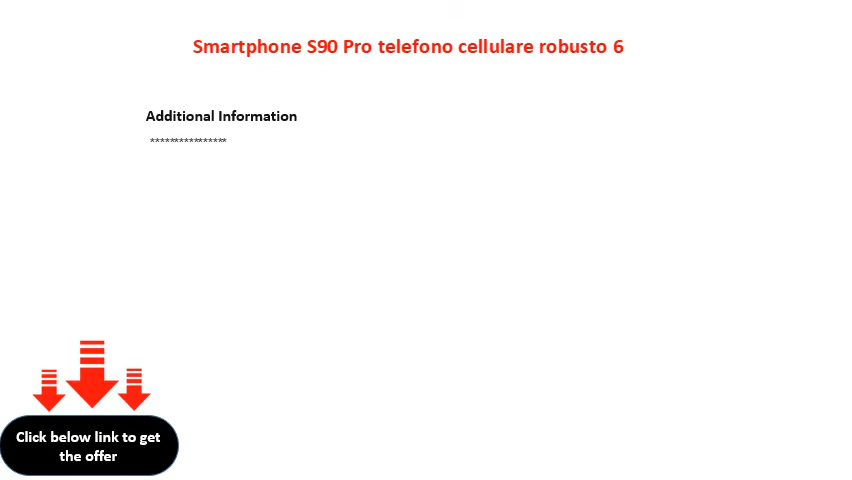 Smartphone S90 Pro telefono cellulare robusto 6
Additional Information
****************
Click below link to get
the offer